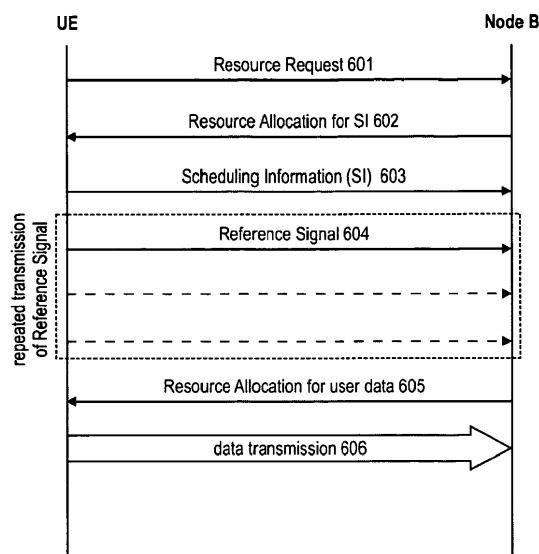 UE
Node B
Resource Request 601
Resource Allocation for SI 602
Scheduling Information (SI) 603
repeated transmission
of Reference Signal
Reference Signal 604
Resource Allocation for user data 605
data transmission 606